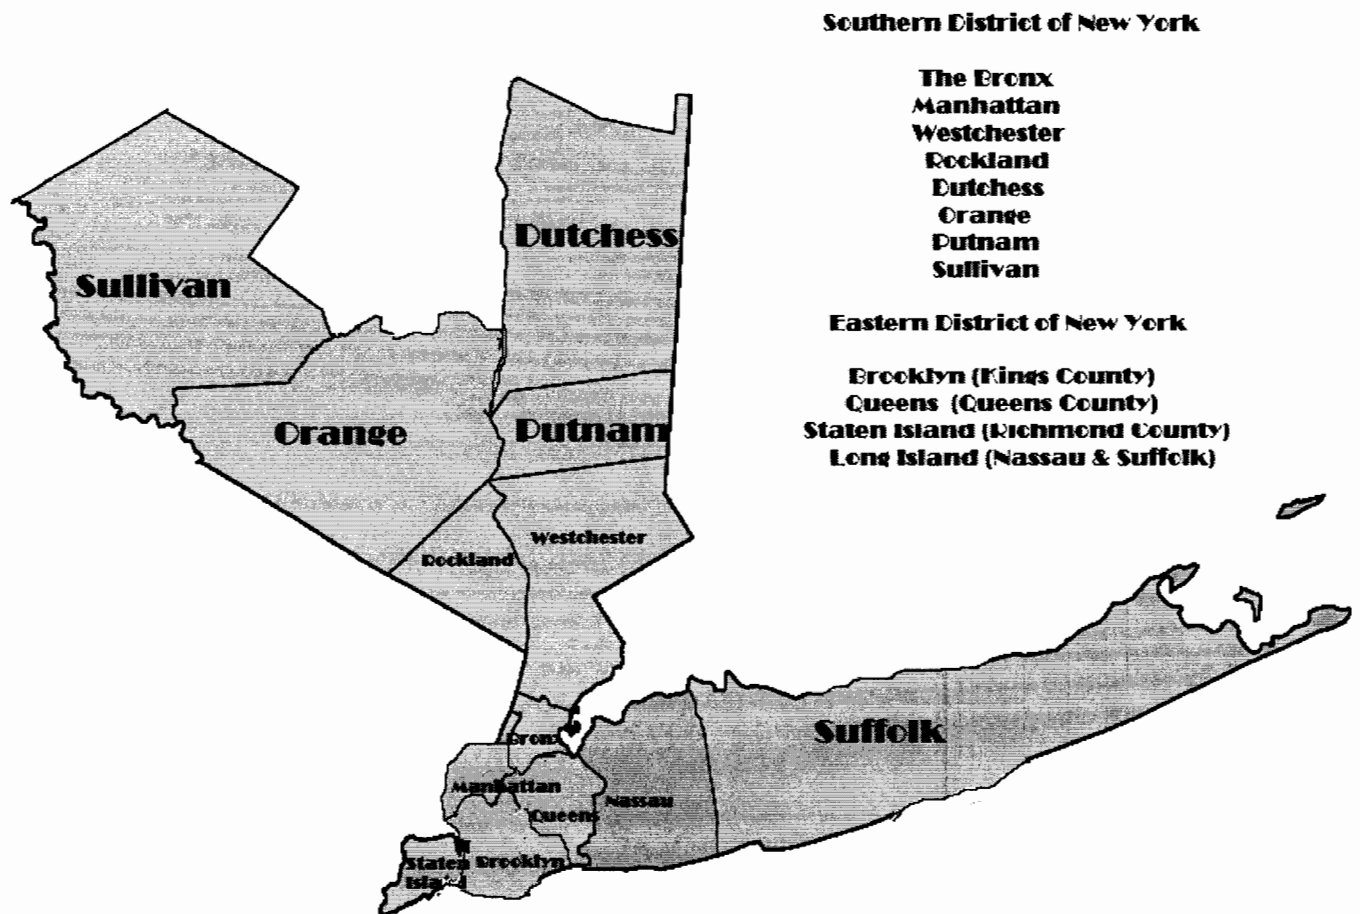 Southern District of New York
The Bronx
Manhattan
Westchester
Rockland
Dutchess
Orange
Putnam
Sullivan
Eastern District of New York
Brooklyn (Kings County)
Queens (Queens County)
Staten Island (Richmond County)
Long Island (Nassau & Suffolk)
Dutchess
Sullivan
Orange
Putnam
Westchester
Rockland
Suffolk
Bronx
Manhattan
Nassau
Queens
Staten
Island
Brooklyn